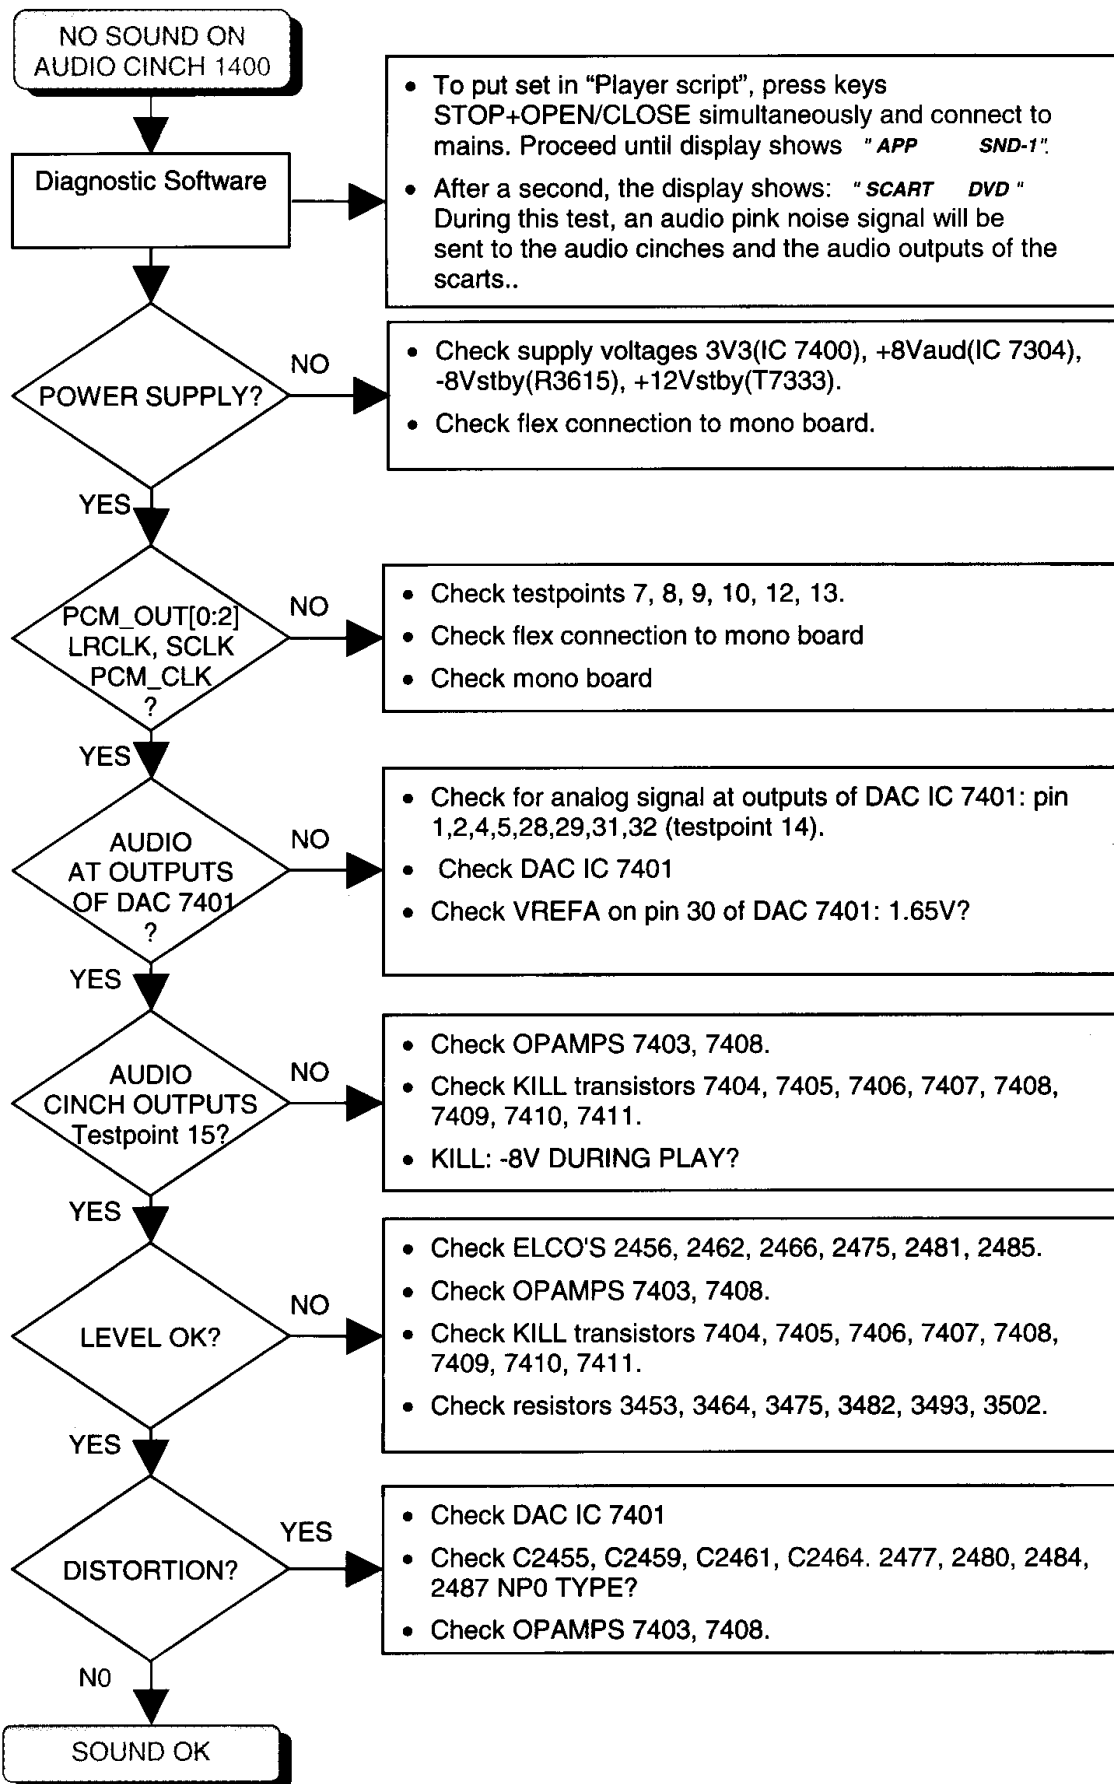 NO SOUND ON
AUDIO CINCH 1400
Diagnostic Software
• To put set in “Player script”, press keys
STOP+OPEN/CLOSE simultaneously and connect to
mains. Proceed until display shows "APP SND-1".
• After a second, the display shows: "SCART DVD"
During this test, an audio pink noise signal will be
sent to the audio cinches and the audio outputs of the
scarts..
POWER SUPPLY?
NO
• Check supply voltages 3V3(IC 7400), +8Vaud(IC 7304),
-8Vstby(R3615), +12Vstby(T7333).
• Check flex connection to mono board.
YES
PCM_OUT[0:2]
LRCLK, SCLK
PCM_CLK
?
NO
• Check testpoints 7, 8, 9, 10, 12, 13.
• Check flex connection to mono board
• Check mono board
YES
AUDIO
AT OUTPUTS
OF DAC 7401
?
NO
• Check for analog signal at outputs of DAC IC 7401: pin
1,2,4,5,28,29,31,32 (testpoint 14).
• Check DAC IC 7401
• Check VREFA on pin 30 of DAC 7401: 1.65V?
YES
AUDIO
CINCH OUTPUTS
Testpoint 15?
NO
• Check OPAMPS 7403, 7408.
• Check KILL transistors 7404, 7405, 7406, 7407, 7408,
7409, 7410, 7411.
• KILL: -8V DURING PLAY?
YES
LEVEL OK?
NO
• Check ELCO'S 2456, 2462, 2466, 2475, 2481, 2485.
• Check OPAMPS 7403, 7408.
• Check KILL transistors 7404, 7405, 7406, 7407, 7408,
7409, 7410, 7411.
• Check resistors 3453, 3464, 3475, 3482, 3493, 3502.
YES
DISTORTION?
YES
• Check DAC IC 7401
• Check C2455, C2459, C2461, C2464. 2477, 2480, 2484,
2487 NP0 TYPE?
• Check OPAMPS 7403, 7408.
N0
SOUND OK